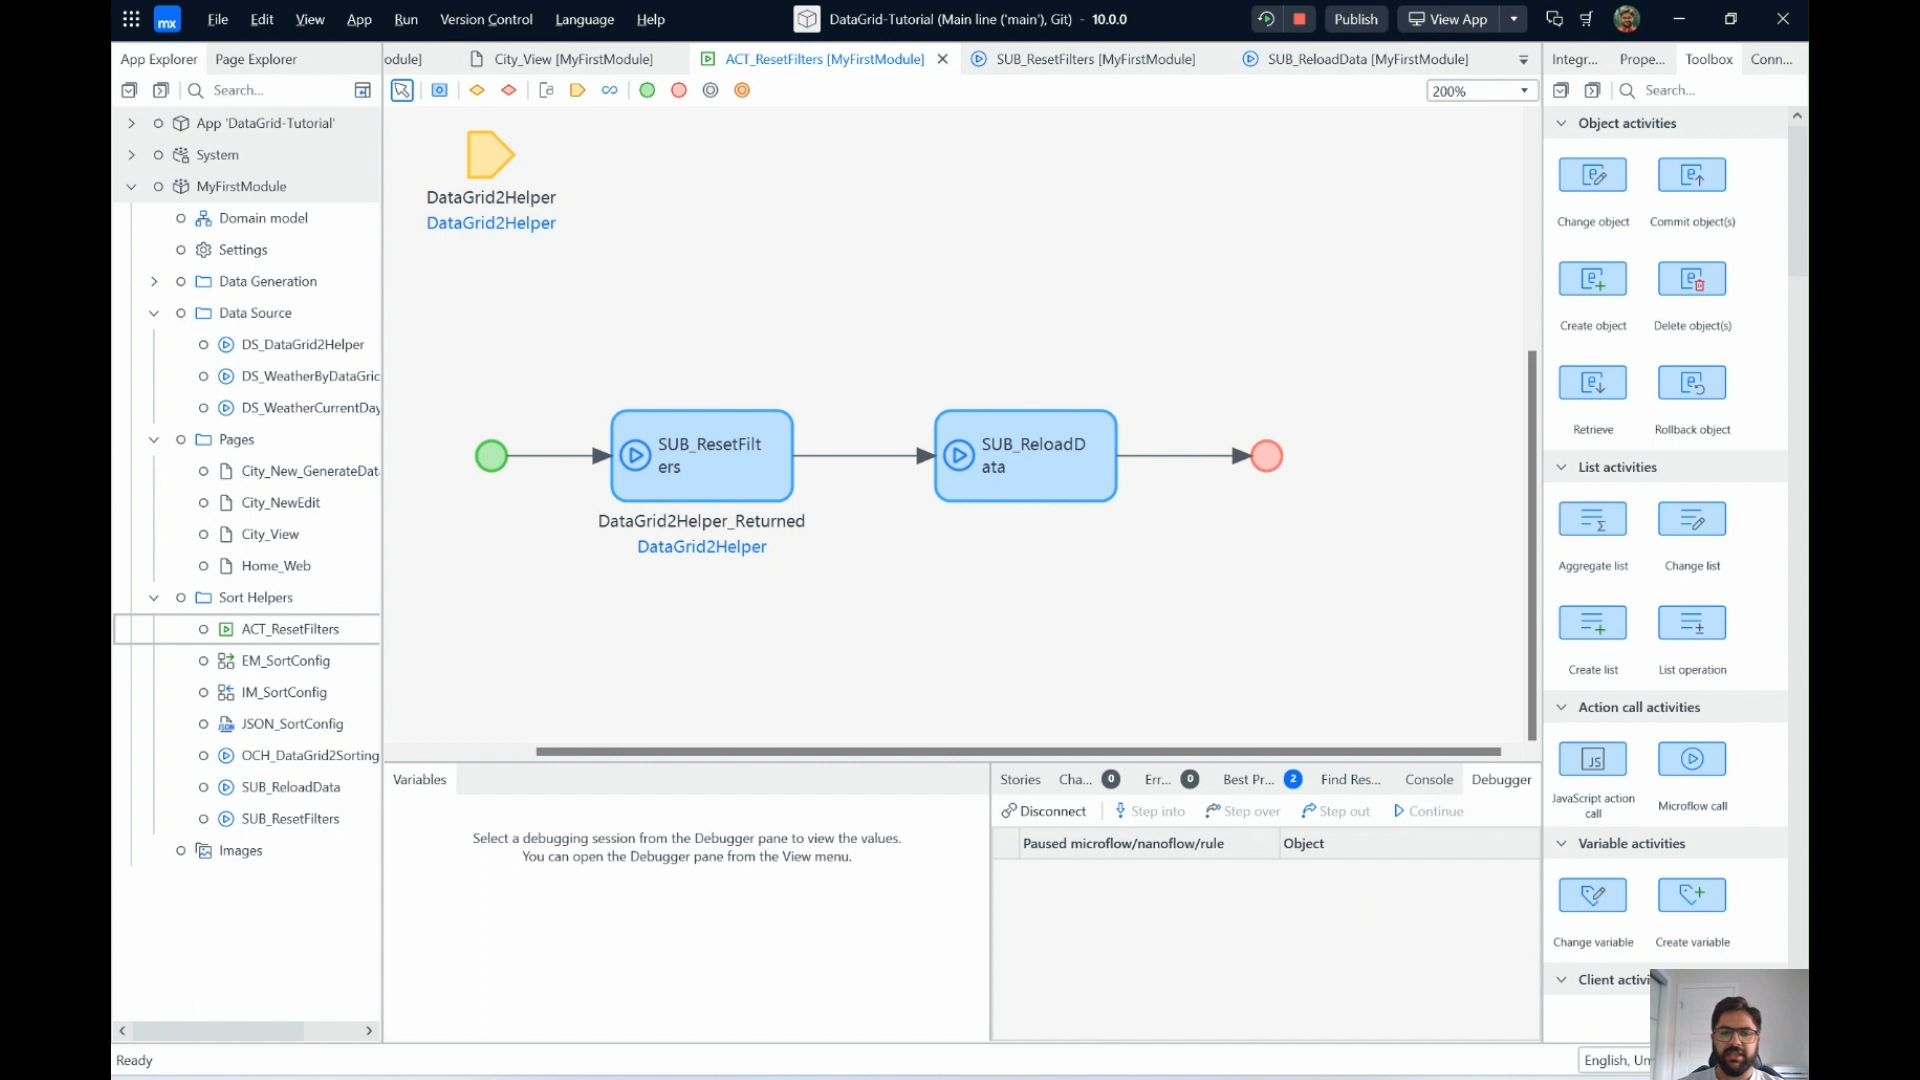 mx
File Edit View App Run Version Control Language Help
DataGrid-Tutorial (Main line ('main'), Git) - 10.0.0
Publish View App
App Explorer Page Explorer
odule] City_View [MyFirstModule] ACT_ResetFilters [MyFirstModule] SUB_ResetFilters [MyFirstModule] SUB_ReloadData [MyFirstModule]
Integr... Prope... Toolbox Conn...
Search...
200%
Search...
App 'DataGrid-Tutorial'
System
MyFirstModule
Domain model
Settings
Data Generation
Data Source
DS_DataGrid2Helper
DS_WeatherByDataGric
DS_WeatherCurrentDay
Pages
City_New_GenerateData
City_NewEdit
City_View
Home_Web
Sort Helpers
ACT_ResetFilters
EM_SortConfig
IM_SortConfig
JSON_SortConfig
OCH_DataGrid2Sorting
SUB_ReloadData
SUB_ResetFilters
Images
DataGrid2Helper
DataGrid2Helper
SUB_ResetFilt
ers
SUB_ReloadD
ata
DataGrid2Helper_Returned
DataGrid2Helper
Variables
Select a debugging session from the Debugger pane to view the values.
You can open the Debugger pane from the View menu.
Stories Cha... 0 Err... 0 Best Pr... 2 Find Res... Console Debugger
Disconnect Step into Step over Step out Continue
Paused microflow/nanoflow/rule Object
Object activities
Change object Commit object(s)
Create object Delete object(s)
Retrieve Rollback object
List activities
Aggregate list Change list
Create list List operation
Action call activities
JS
JavaScript action
call
Microflow call
Variable activities
Change variable Create variable
Client activi
Ready
English, Un